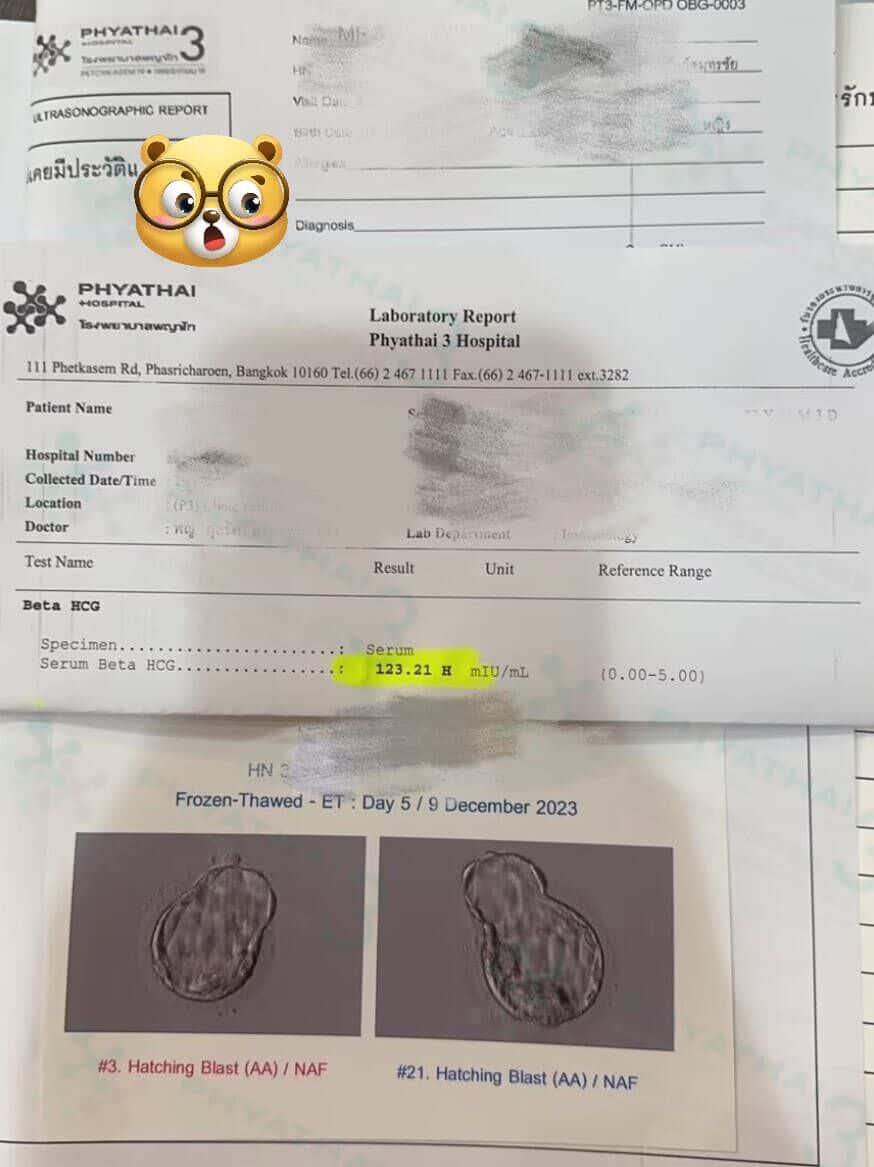 PT3-FM-OPD OBG-0003
PHYATHAI 3
HOSPITAL
โรงพยาบาลพญาไท
Name
HN
ULTRASONOGRAPHIC REPORT
Visit Date
หญิง
Birth Date
Age
Allergies
Diagnosis
PHYATHAI
HOSPITAL
โรงพยาบาลพญาไท
Laboratory Report
Phyathai 3 Hospital
111 Phetkasem Rd, Phasricharoen, Bangkok 10160 Tel.(66) 2 467 1111 Fax.(66) 2 467-1111 ext.3282
Patient Name
Hospital Number
Collected Date/Time
Location
Doctor : พญ
Lab Department : Immunology
Test Name Result Unit Reference Range
Beta HCG
Specimen.......................: Serum
Serum Beta HCG.................: 123.21 H mIU/mL (0.00-5.00)
HN 3
Frozen-Thawed - ET : Day 5 / 9 December 2023
#3. Hatching Blast (AA) / NAF
#21. Hatching Blast (AA) / NAF